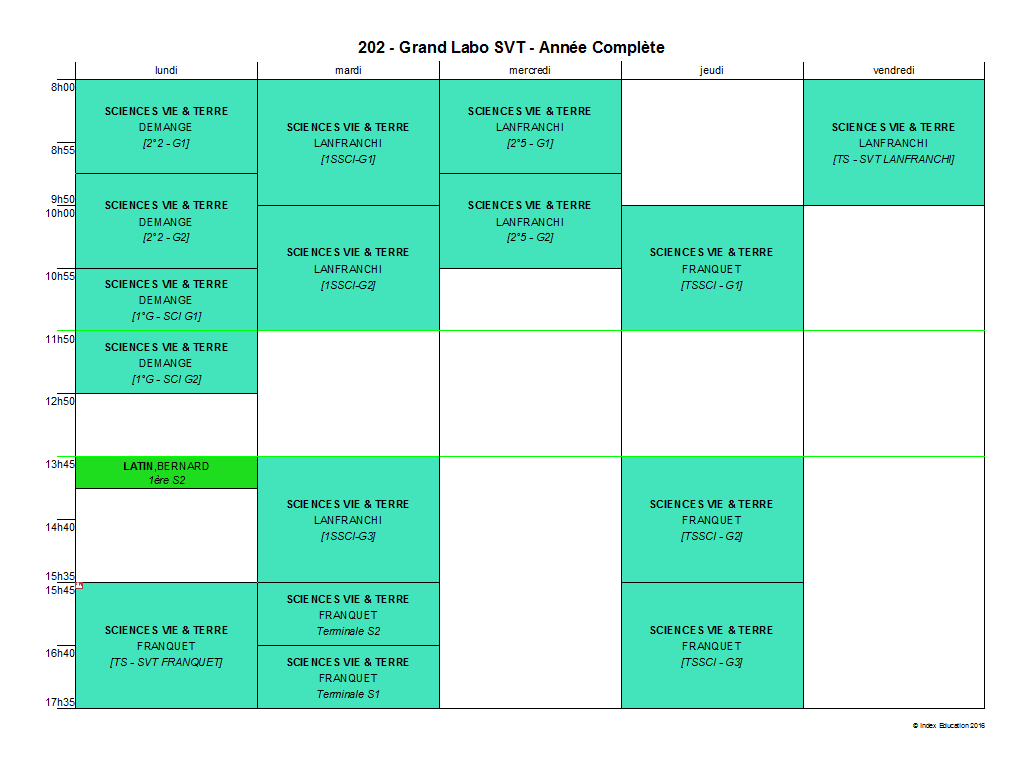 202 - Grand Labo SVT - Année Complète
lundi
mardi
mercredi
jeudi
vendredi
8h00
8h55
9h50
10h00
10h55
11h50
12h50
13h45
14h40
15h35
15h45
16h40
17h35
SCIENCES VIE & TERRE
DEMANGE
[2°2 - G1]
SCIENCES VIE & TERRE
DEMANGE
[2°2 - G2]
SCIENCES VIE & TERRE
DEMANGE
[1°G - SCI G1]
SCIENCES VIE & TERRE
DEMANGE
[1°G - SCI G2]
LATIN,BERNARD
1ère S2
SCIENCES VIE & TERRE
FRANQUET
[TS - SVT FRANQUET]
SCIENCES VIE & TERRE
LANFRANCHI
[1SSCI-G1]
SCIENCES VIE & TERRE
LANFRANCHI
[1SSCI-G2]
SCIENCES VIE & TERRE
LANFRANCHI
[1SSCI-G3]
SCIENCES VIE & TERRE
FRANQUET
Terminale S2
SCIENCES VIE & TERRE
FRANQUET
Terminale S1
SCIENCES VIE & TERRE
LANFRANCHI
[2°5 - G1]
SCIENCES VIE & TERRE
LANFRANCHI
[2°5 - G2]
SCIENCES VIE & TERRE
FRANQUET
[TSSCI - G1]
SCIENCES VIE & TERRE
FRANQUET
[TSSCI - G2]
SCIENCES VIE & TERRE
FRANQUET
[TSSCI - G3]
SCIENCES VIE & TERRE
LANFRANCHI
[TS - SVT LANFRANCHI]
© Index Education 2016